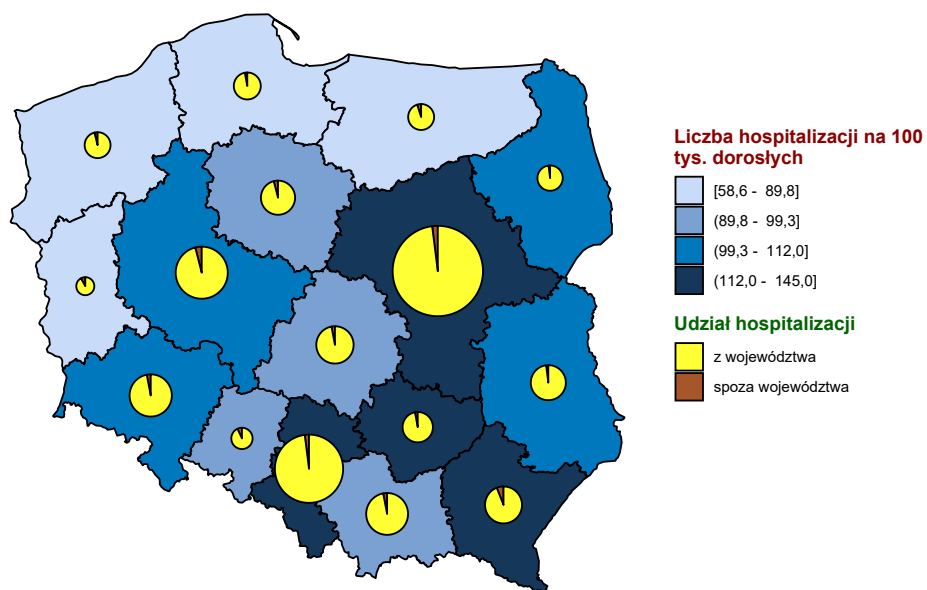 Liczba hospitalizacji na 100
tys. dorosłych
[58,6 - 89,8]
(89,8 - 99,3]
(99,3 - 112,0]
(112,0 - 145,0]
Udział hospitalizacji
z województwa
spoza województwa